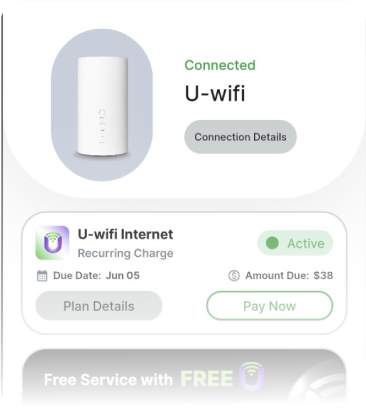 Connected
U-wifi
Connection Details
U-wifi Internet
Recurring Charge
Active
Due Date: Jun 05
Amount Due: $38
Plan Details
Pay Now
Free Service with FREE